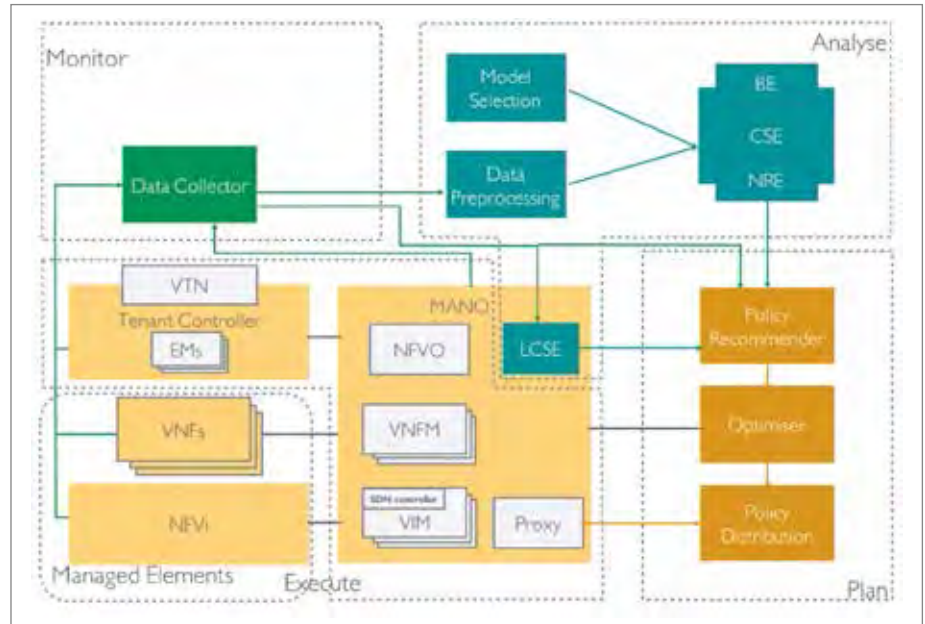 Monitor
Analyse
Model
Selection
BE
CSE
NRE
Data Collector
Data
Preprocessing
VTN
Tenant Controller
EMs
MANO
NFVO
LCSE
Policy
Recommender
VNFs
VNFM
Optimiser
NFVi
SDN controller
VIM
Proxy
Policy
Distribution
Managed Elements
Execute
Plan